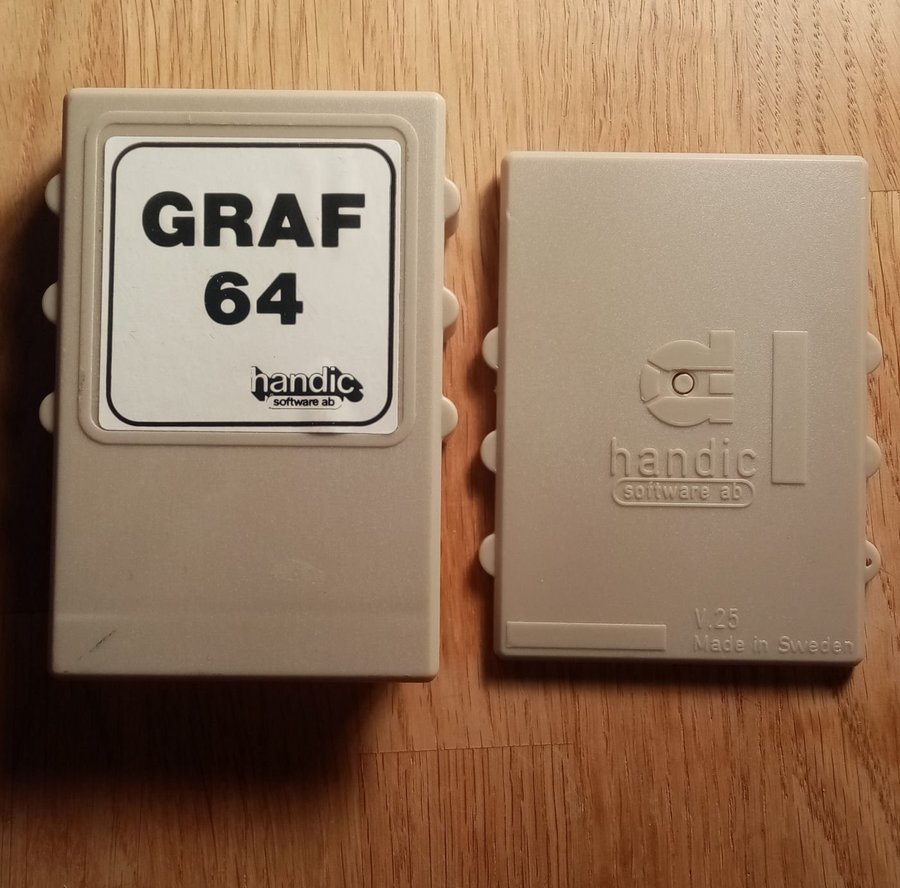 GRAF
64
handic
software ab
handic
software ab
V.25
Made in Sweden